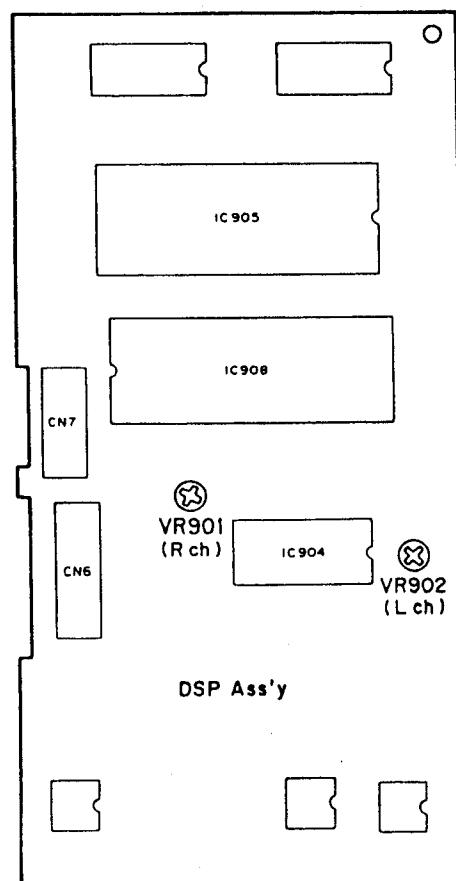 IC905
IC908
CN7
VR901
(R ch)
IC904
CN6
VR902
(L ch)
DSP Ass'y